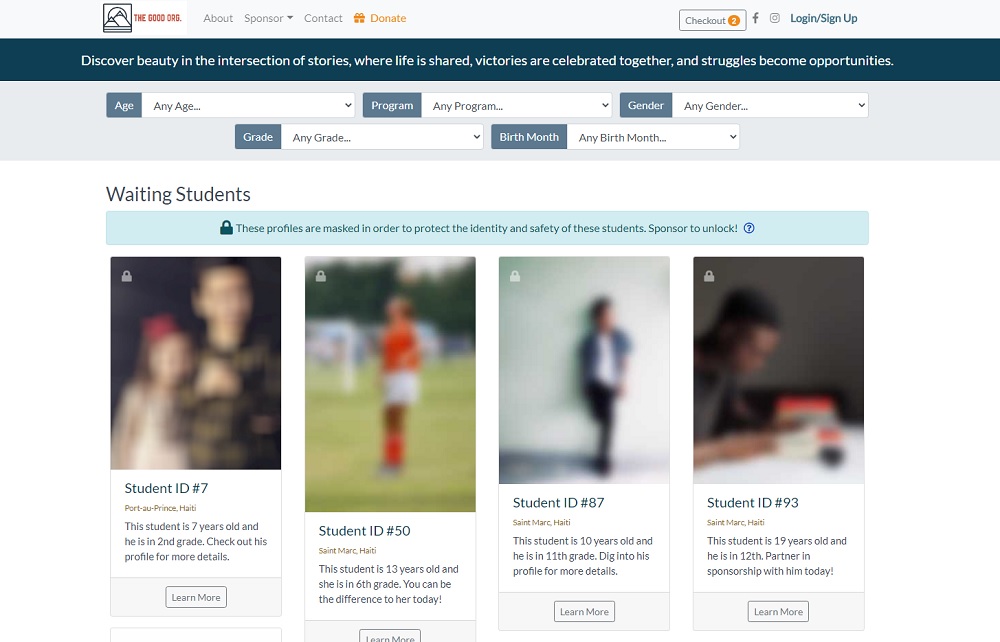 THE GOOD ORG.
About Sponsor Contact Donate
Checkout 2
Login/Sign Up
Discover beauty in the intersection of stories, where life is shared, victories are celebrated together, and struggles become opportunities.
Age Any Age... Program Any Program... Gender Any Gender...
Grade Any Grade... Birth Month Any Birth Month...
Waiting Students
These profiles are masked in order to protect the identity and safety of these students. Sponsor to unlock!
Student ID #7
Port-au-Prince, Haiti
This student is 7 years old and
he is in 2nd grade. Check out his
profile for more details.
Learn More
Student ID #50
Saint Marc, Haiti
This student is 13 years old and
she is in 6th grade. You can be
the difference to her today!
Learn More
Student ID #87
Saint Marc, Haiti
This student is 10 years old and
he is in 11th grade. Dig into his
profile for more details.
Learn More
Student ID #93
Saint Marc, Haiti
This student is 19 years old and
he is in 12th. Partner in
sponsorship with him today!
Learn More